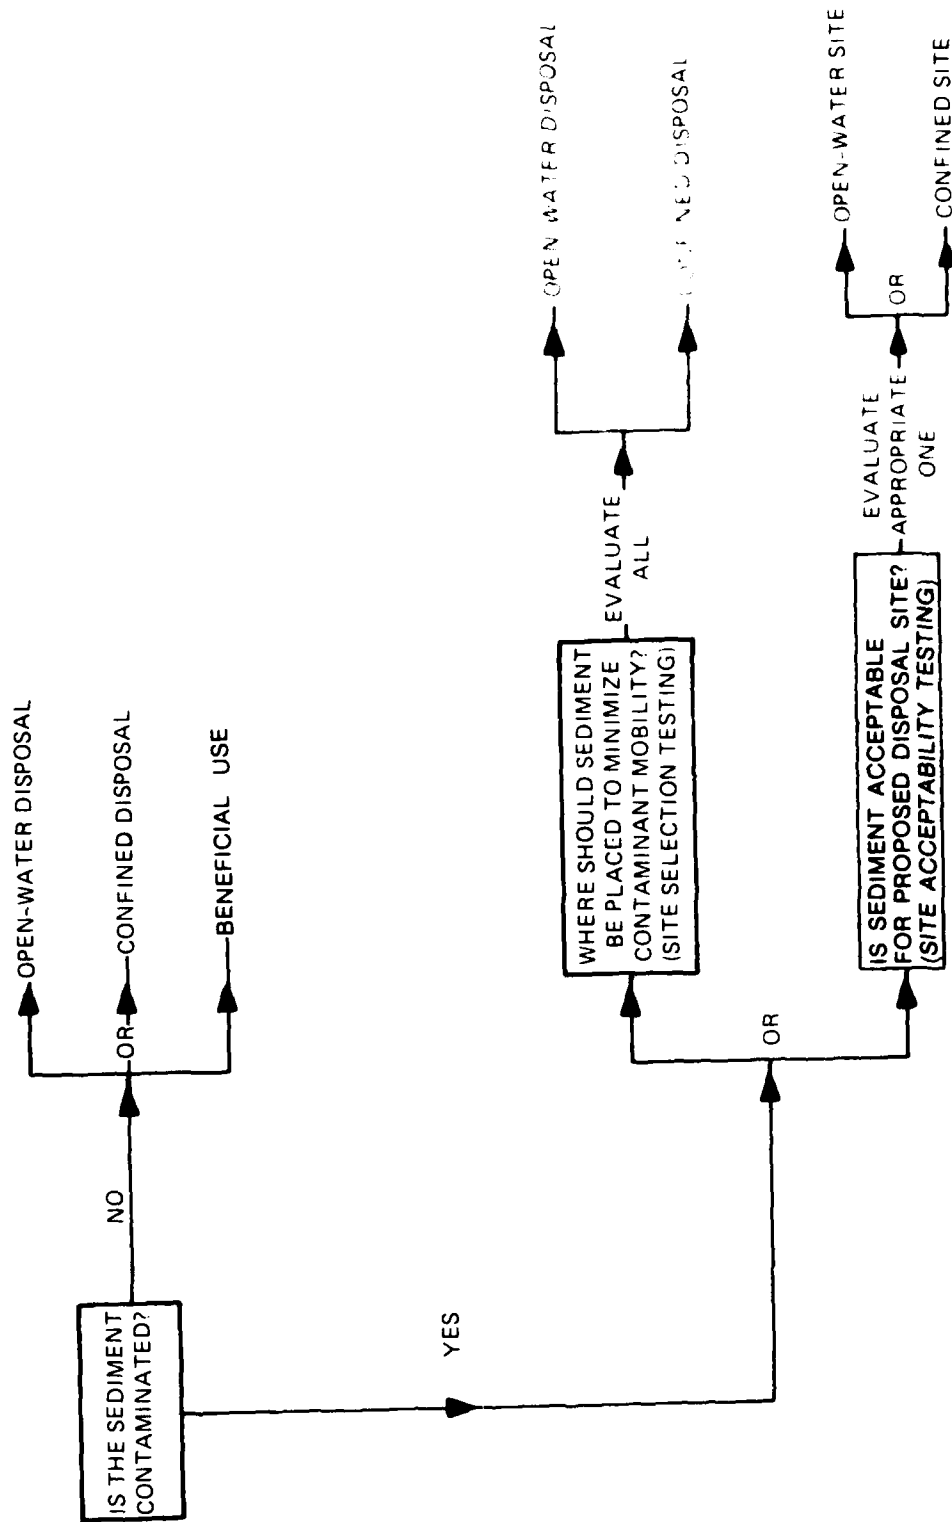 IS THE SEDIMENT
CONTAMINATED?
NO
OR
OPEN-WATER DISPOSAL
CONFINED DISPOSAL
BENEFICIAL USE
YES
OR
WHERE SHOULD SEDIMENT
BE PLACED TO MINIMIZE
CONTAMINANT MOBILITY?
(SITE SELECTION TESTING)
EVALUATE
ALL
OPEN WATER DISPOSAL
DISPOSAL
IS SEDIMENT ACCEPTABLE
FOR PROPOSED DISPOSAL SITE?
(SITE ACCEPTABILITY TESTING)
EVALUATE
APPROPRIATE
ONE
OR
OPEN-WATER SITE
CONFINED SITE